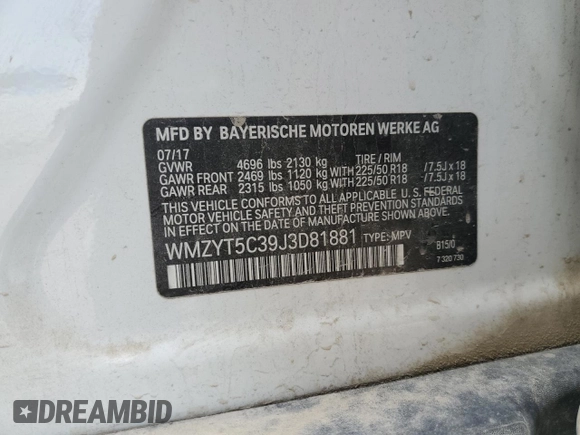 MFD BY BAYERISCHE MOTOREN WERKE AG
07/17
GVWR 4696 lbs 2130 kg TIRE / RIM
GAWR FRONT 2469 lbs 1120 kg WITH 225/50 R18 /7.5J x 18
GAWR REAR 2315 lbs 1050 kg WITH 225/50 R18 /7.5J x 18
THIS VEHICLE CONFORMS TO ALL APPLICABLE U. S. FEDERAL
MOTOR VEHICLE SAFETY AND THEFT PREVENTION STANDARDS
IN EFFECT ON THE DATE OF MANUFACTURE SHOWN ABOVE.
WMZYT5C39J3D81881 TYPE: MPV
B15/0
7 320 730
DREAMBID